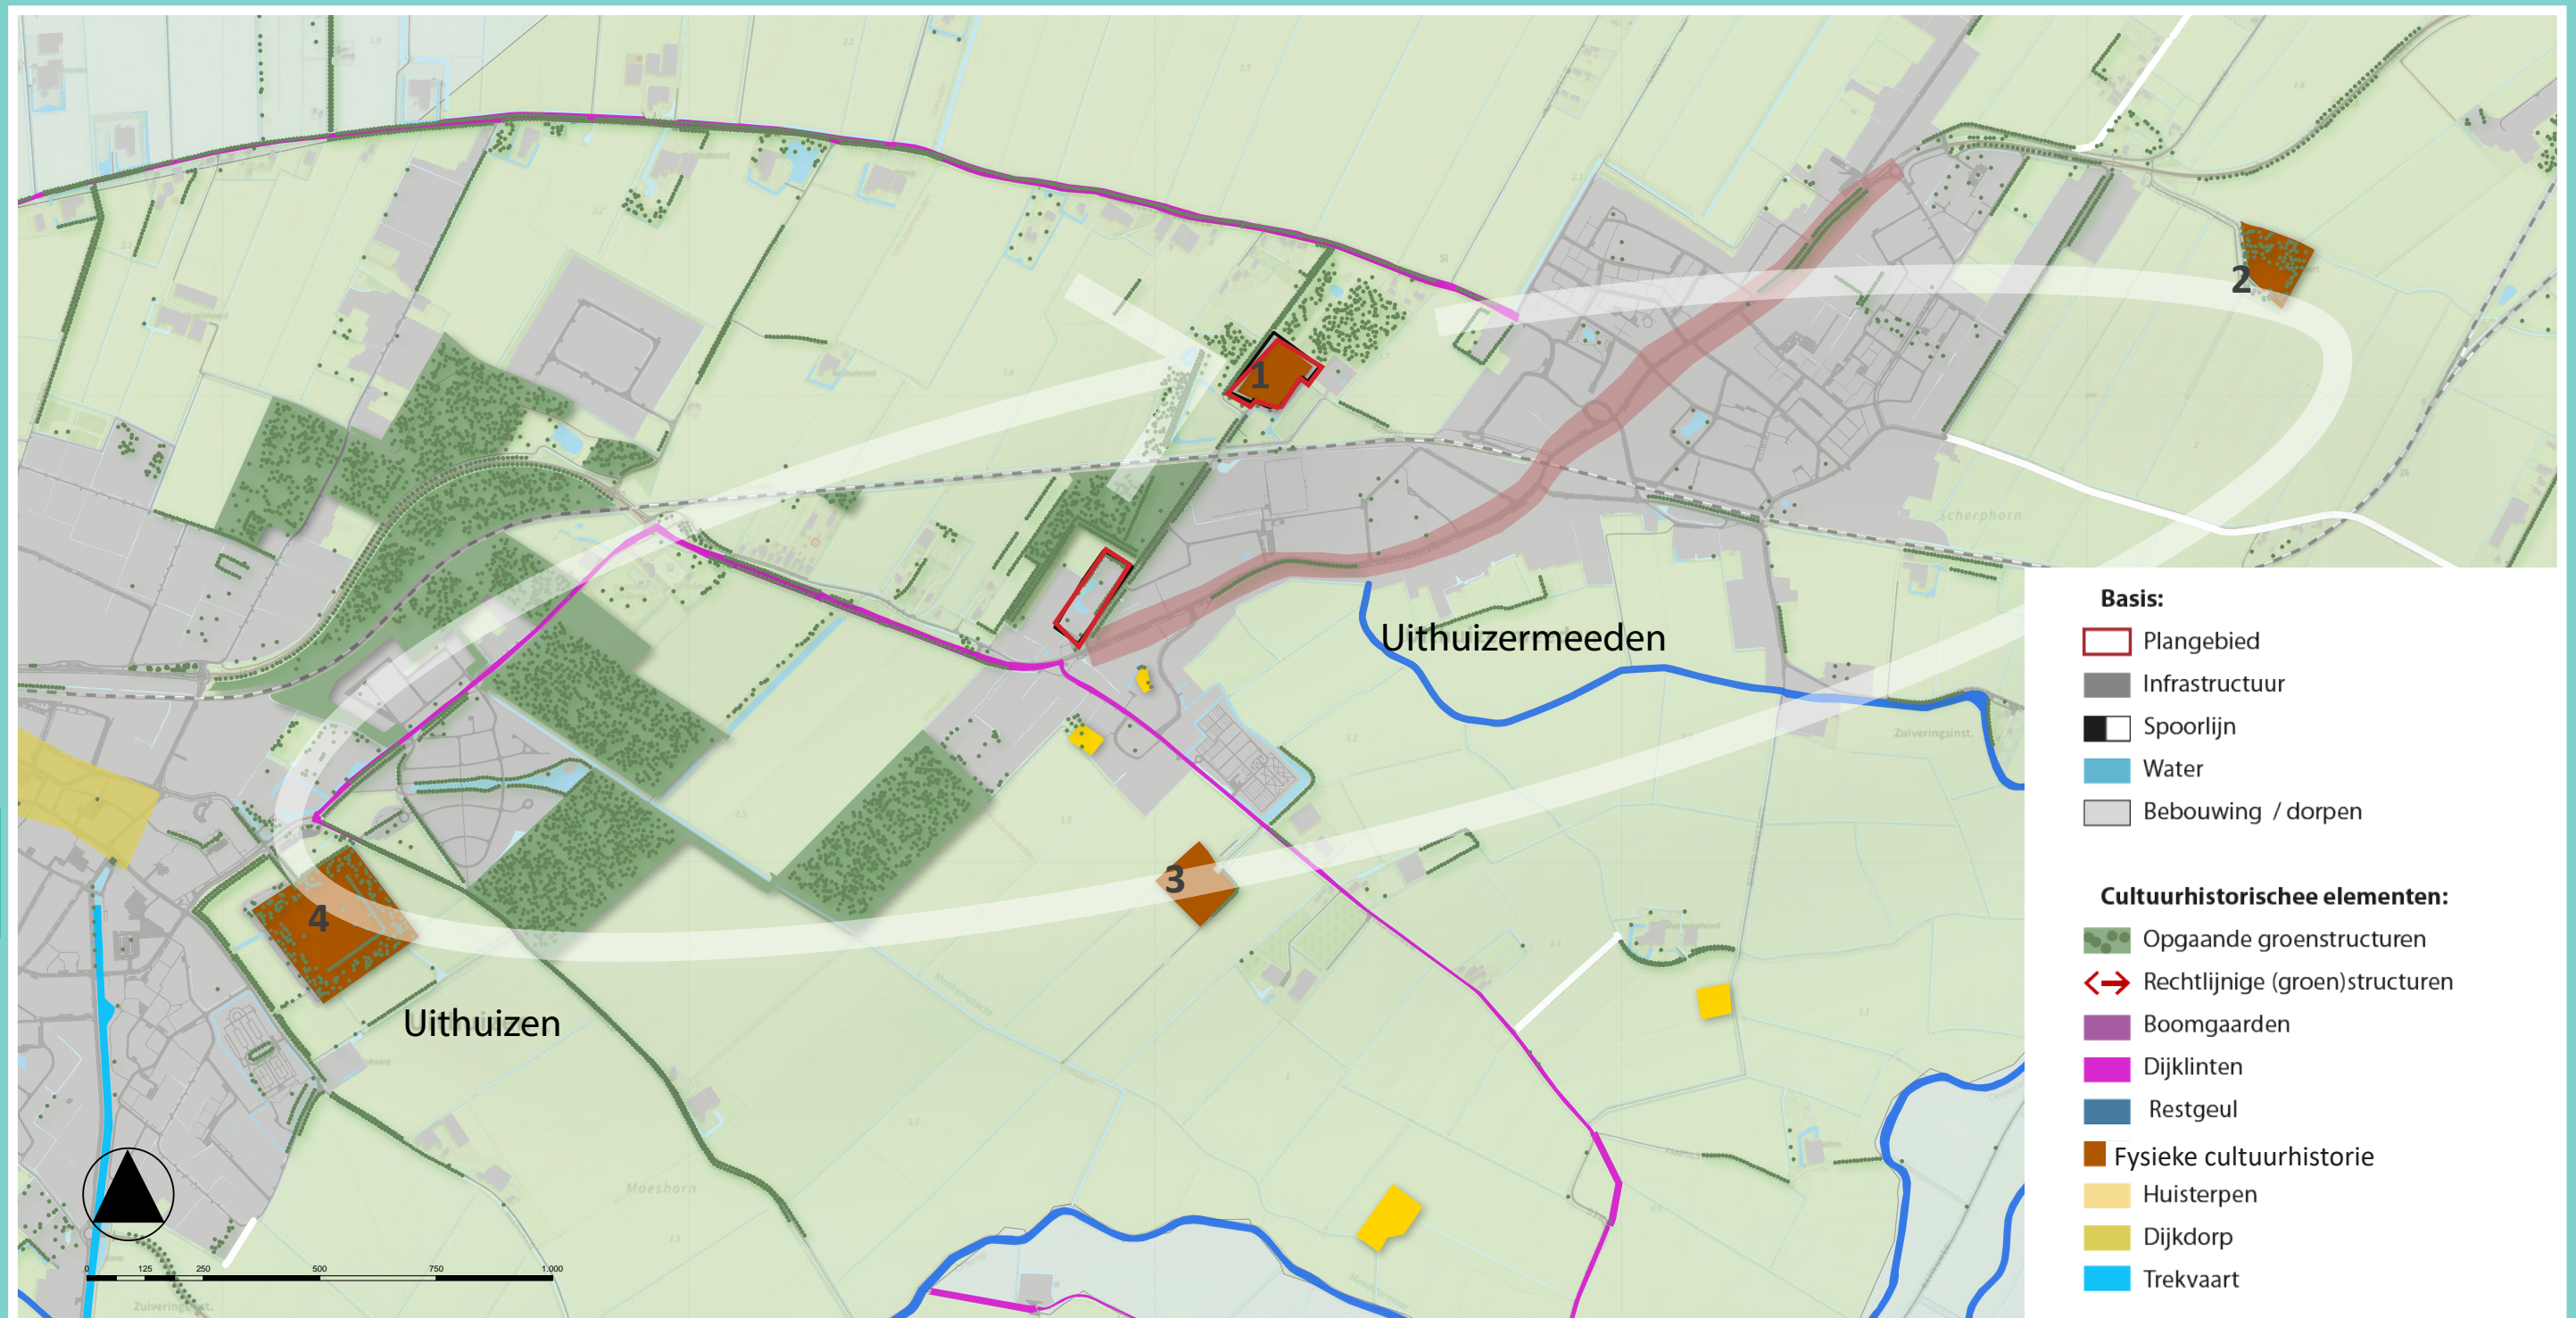 1
2
3
4
Scherphorn
Uithuizermeeden
Zuiveringsinst.
Uithuizen
Moeshorn
0 125 250 500 750 1.000
Basis:
Plangebied
Infrastructuur
Spoorlijn
Water
Bebouwing / dorpen
Cultuurhistorischee elementen:
Opgaande groenstructuren
Rechtlijnige (groen)structuren
Boomgaarden
Dijklinten
Restgeul
Fysieke cultuurhistorie
Huisterpen
Dijkdorp
Trekvaart